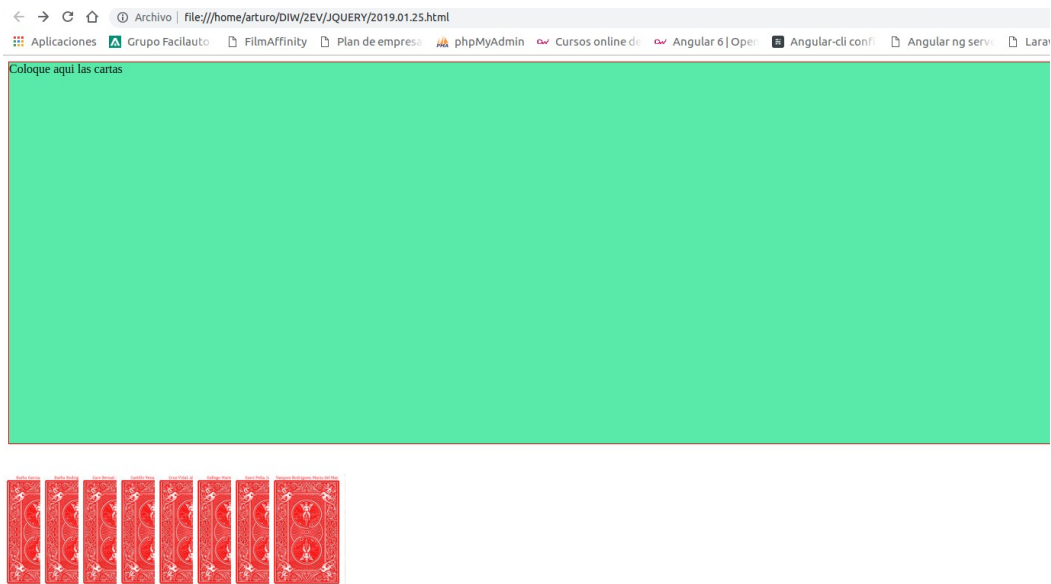 Archivo | file:///home/arturo/DIW/2EV/JQUERY/2019.01.25.html
Aplicaciones Grupo Facilauto FilmAffinity Plan de empresa phpMyAdmin Cursos online de Angular 6 | Open Angular-cli confi Angular ng serve Lara
Coloque aqui las cartas